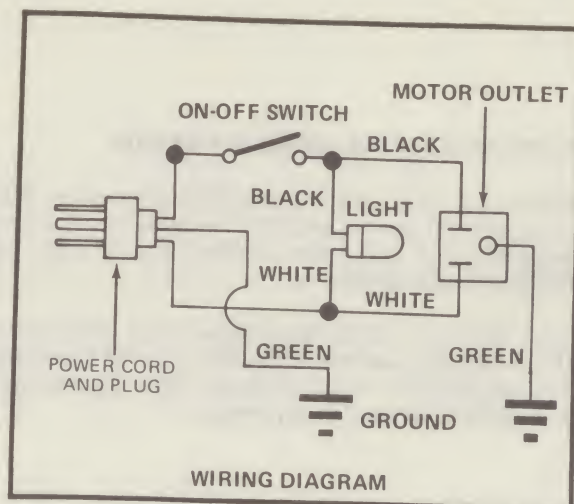 MOTOR OUTLET
ON-OFF SWITCH
BLACK
BLACK
LIGHT
WHITE
WHITE
GREEN
GREEN
POWER CORD
AND PLUG
GROUND
WIRING DIAGRAM